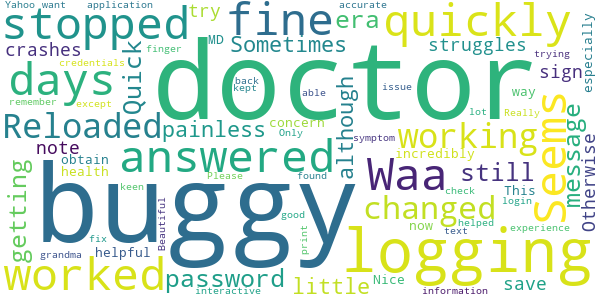 Yahoo want application accurate
stopped fine quickly
try era
crashes finger MD Sometimes struggles especially
credentials back kept able issue trying
days Quick doctor sign
remember except lot way
Reloaded painless concern Only although symptom Really working Seems message Otherwise
note answered incredibly
obtain Waa still
health Please found check This
getting keen buggy changed login
fix Beautiful good now helped experience
helpful print text logging
grandma
worked password little Nice save
interactive information